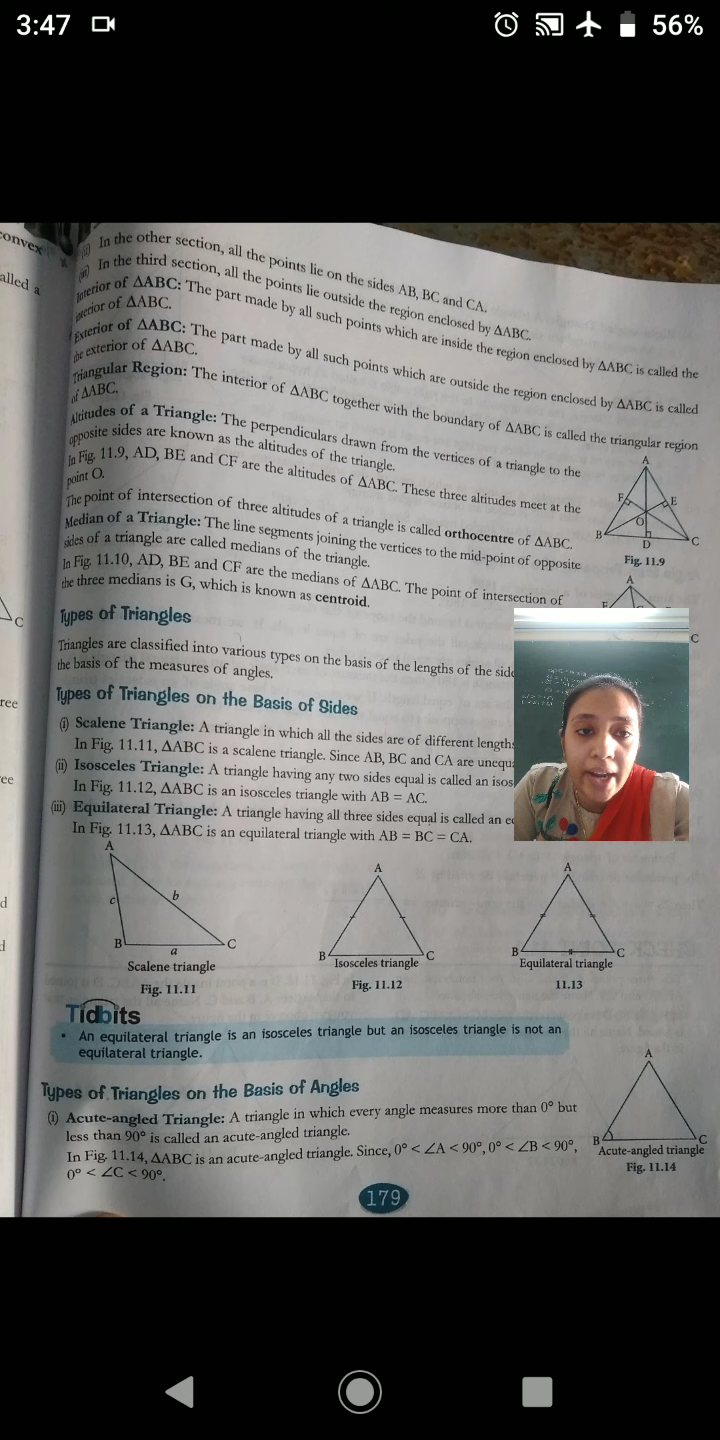 3:47
56%
convex
alled a
C
ree
ee
d
d
(ii) In the other section, all the points lie on the sides AB, BC and CA.
(iii) In the third section, all the points lie outside the region enclosed by ΔABC.
Interior of ΔABC: The part made by all such points which are inside the region enclosed by ΔABC is called the
interior of ΔABC.
Exterior of ΔABC: The part made by all such points which are outside the region enclosed by ΔABC is called
the exterior of ΔABC.
Triangular Region: The interior of ΔABC together with the boundary of ΔABC is called the triangular region
of ΔABC.
Altitudes of a Triangle: The perpendiculars drawn from the vertices of a triangle to the
opposite sides are known as the altitudes of the triangle.
In Fig. 11.9, AD, BE and CF are the altitudes of ΔABC. These three altitudes meet at the
point O.
The point of intersection of three altitudes of a triangle is called orthocentre of ΔABC.
A
F
E
O
B
D
C
Fig. 11.9
Median of a Triangle: The line segments joining the vertices to the mid-point of opposite
sides of a triangle are called medians of the triangle.
In Fig. 11.10, AD, BE and CF are the medians of ΔABC. The point of intersection of
the three medians is G, which is known as centroid.
A
F
C
Types of Triangles
Triangles are classified into various types on the basis of the lengths of the side
the basis of the measures of angles.
Types of Triangles on the Basis of Sides
(i) Scalene Triangle: A triangle in which all the sides are of different length
In Fig. 11.11, ΔABC is a scalene triangle. Since AB, BC and CA are unequ
(ii) Isosceles Triangle: A triangle having any two sides equal is called an isos
In Fig. 11.12, ΔABC is an isosceles triangle with AB = AC.
(iii) Equilateral Triangle: A triangle having all three sides equal is called an eq
In Fig. 11.13, ΔABC is an equilateral triangle with AB = BC = CA.
A
c
b
B
a
C
Scalene triangle
Fig. 11.11
A
B
C
Isosceles triangle
Fig. 11.12
A
B
C
Equilateral triangle
11.13
Tidbits
• An equilateral triangle is an isosceles triangle but an isosceles triangle is not an
equilateral triangle.
Types of Triangles on the Basis of Angles
(i) Acute-angled Triangle: A triangle in which every angle measures more than 0° but
less than 90° is called an acute-angled triangle.
In Fig. 11.14, ΔABC is an acute-angled triangle. Since, 0° < ∠A < 90°, 0° < ∠B < 90°,
0° < ∠C < 90°.
A
B
C
Acute-angled triangle
Fig. 11.14
179